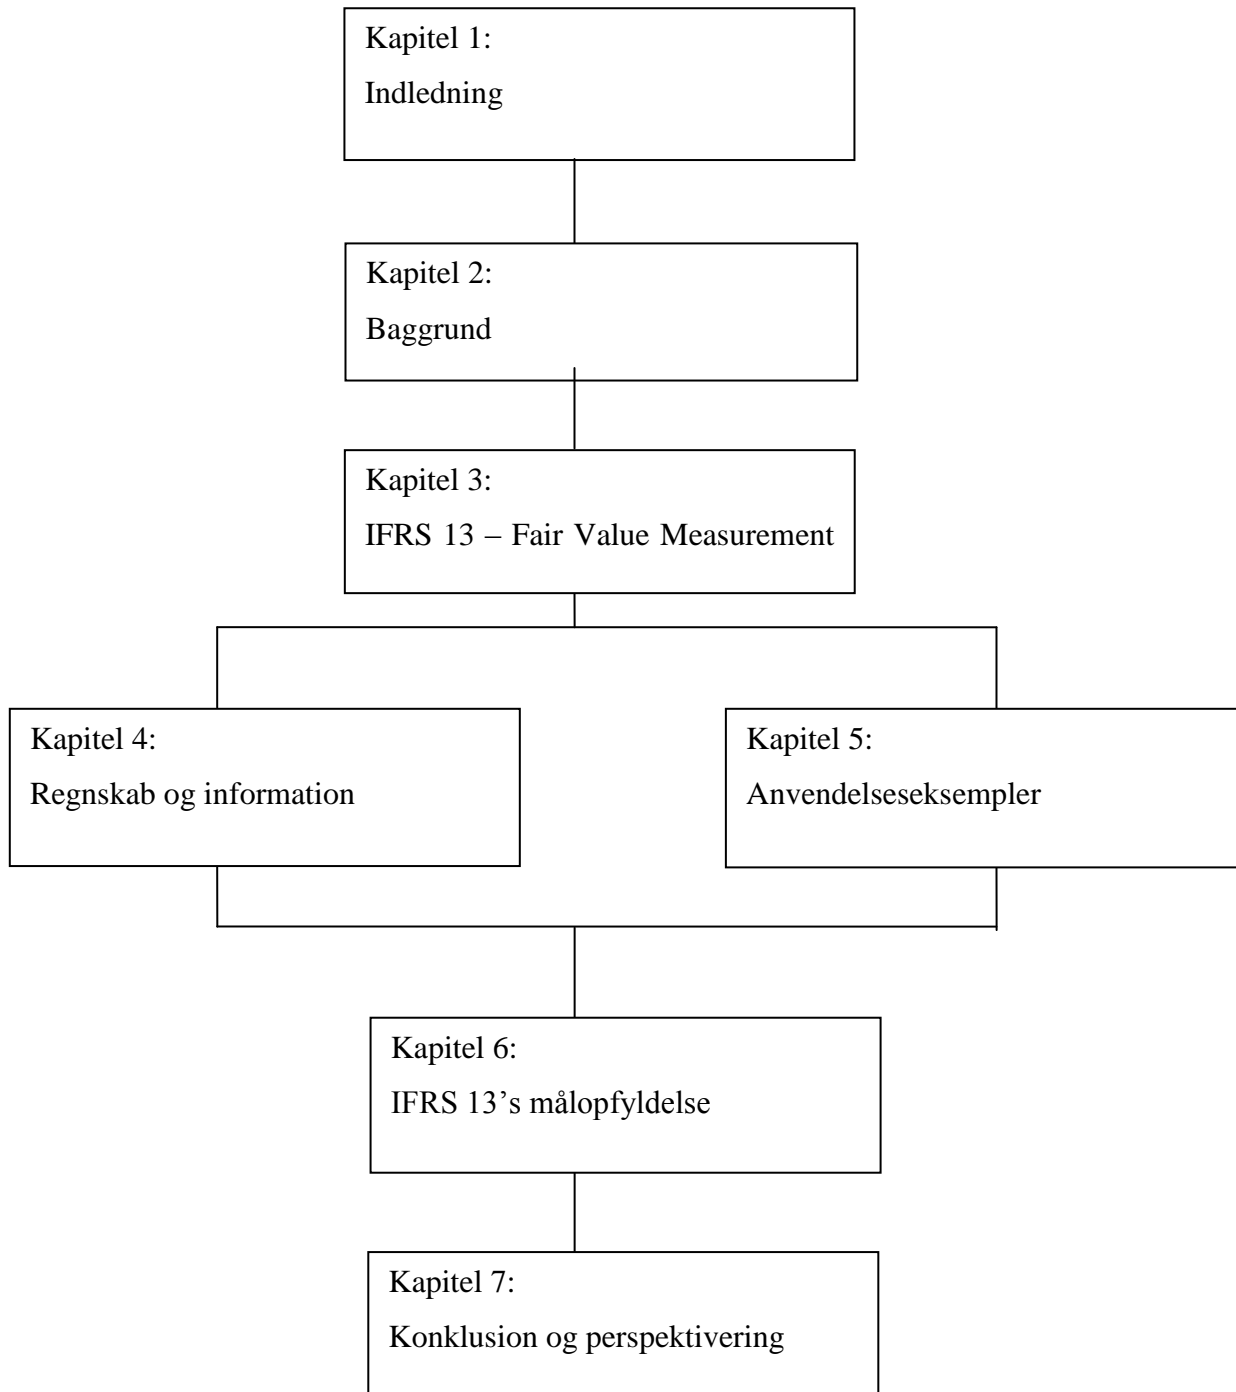 Kapitel 1:
Indledning
Kapitel 2:
Baggrund
Kapitel 3:
IFRS 13 – Fair Value Measurement
Kapitel 4:
Regnskab og information
Kapitel 5:
Anvendelseseksempler
Kapitel 6:
IFRS 13’s målopfyldelse
Kapitel 7:
Konklusion og perspektivering